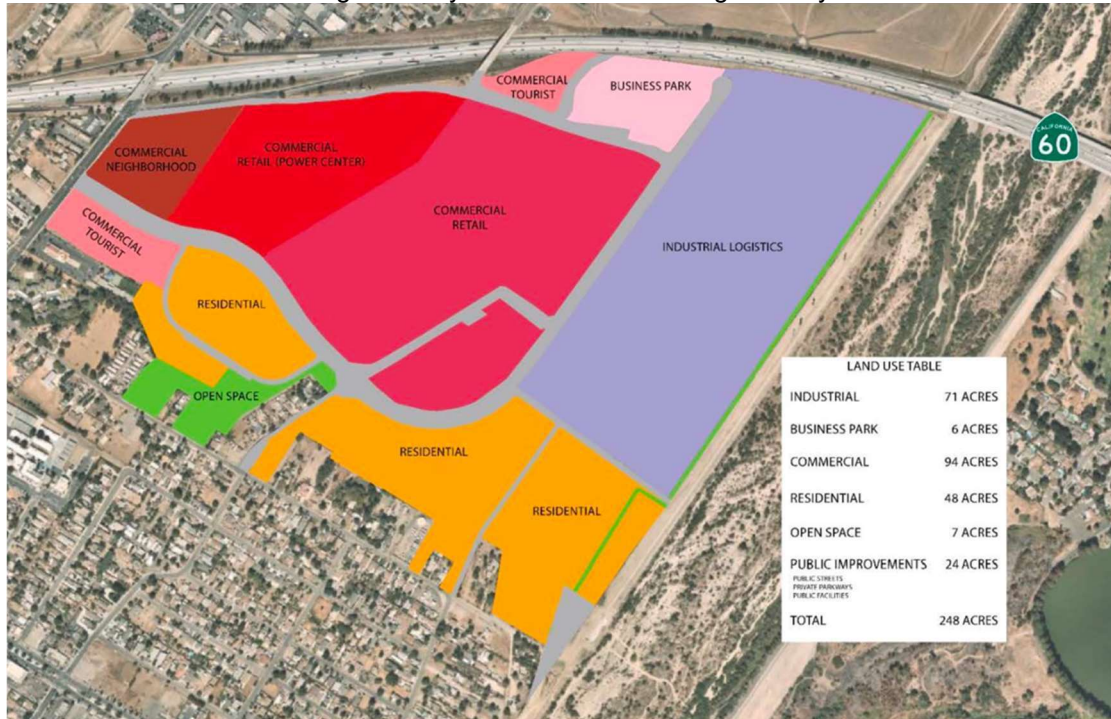 COMMERCIAL
TOURIST
BUSINESS PARK
COMMERCIAL
NEIGHBORHOOD
COMMERCIAL
RETAIL (POWER CENTER)
COMMERCIAL
RETAIL
INDUSTRIAL LOGISTICS
CALIFORNIA
60
COMMERCIAL
TOURIST
RESIDENTIAL
OPEN SPACE
RESIDENTIAL
RESIDENTIAL
LAND USE TABLE
INDUSTRIAL 71 ACRES
BUSINESS PARK 6 ACRES
COMMERCIAL 94 ACRES
RESIDENTIAL 48 ACRES
OPEN SPACE 7 ACRES
PUBLIC IMPROVEMENTS 24 ACRES
PUBLIC STREETS
PRIVATE PARKWAYS
PUBLIC FACILITIES
TOTAL 248 ACRES